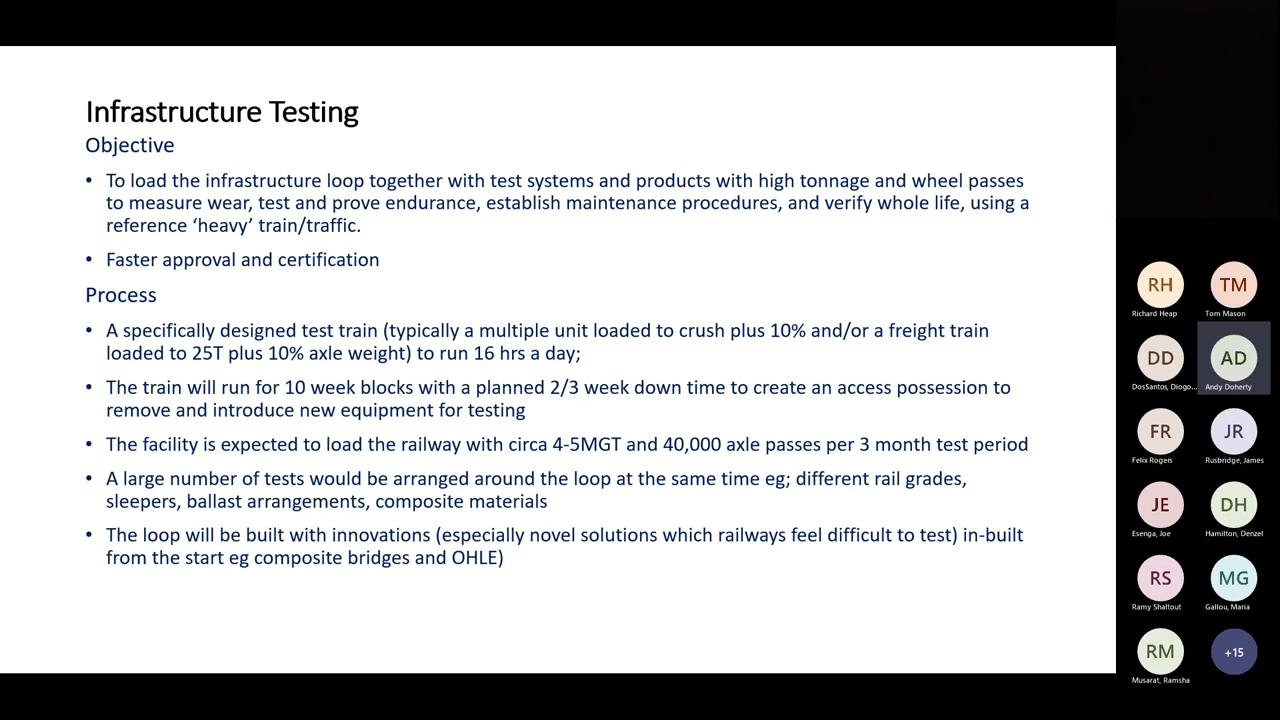 Infrastructure Testing
Objective
• To load the infrastructure loop together with test systems and products with high tonnage and wheel passes
to measure wear, test and prove endurance, establish maintenance procedures, and verify whole life, using a
reference ‘heavy’ train/traffic.
• Faster approval and certification
Process
• A specifically designed test train (typically a multiple unit loaded to crush plus 10% and/or a freight train
loaded to 25T plus 10% axle weight) to run 16 hrs a day;
• The train will run for 10 week blocks with a planned 2/3 week down time to create an access possession to
remove and introduce new equipment for testing
• The facility is expected to load the railway with circa 4-5MGT and 40,000 axle passes per 3 month test period
• A large number of tests would be arranged around the loop at the same time eg; different rail grades,
sleepers, ballast arrangements, composite materials
• The loop will be built with innovations (especially novel solutions which railways feel difficult to test) in-built
from the start eg composite bridges and OHLE)
RH TM
Richard Heap Tom Mason
DD AD
DosSantos, Diogo... Andy Doherty
FR JR
Felix Rogers Rusbridge, James
JE DH
Esenga, Joe Hamilton, Denzel
RS MG
Ramy Shaltout Gallou, Maria
RM +15
Musarat, Ramsha